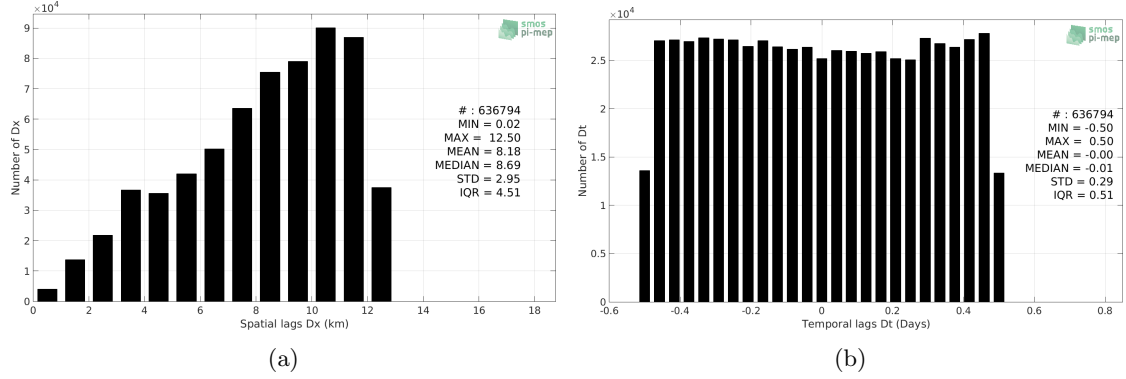 ×10⁴
9
8
7
6
5
4
3
2
1
0
Number of Dx
0 2 4 6 8 10 12 14 16 18
Spatial lags Dx (km)
smos
pi-mep
# : 636794
MIN = 0.02
MAX = 12.50
MEAN = 8.18
MEDIAN = 8.69
STD = 2.95
IQR = 4.51
(a)
×10⁴
2.5
2
1.5
1
0.5
0
Number of Dt
-0.6 -0.4 -0.2 0 0.2 0.4 0.6 0.8
Temporal lags Dt (Days)
smos
pi-mep
# : 636794
MIN = -0.50
MAX = 0.50
MEAN = -0.00
MEDIAN = -0.01
STD = 0.29
IQR = 0.51
(b)